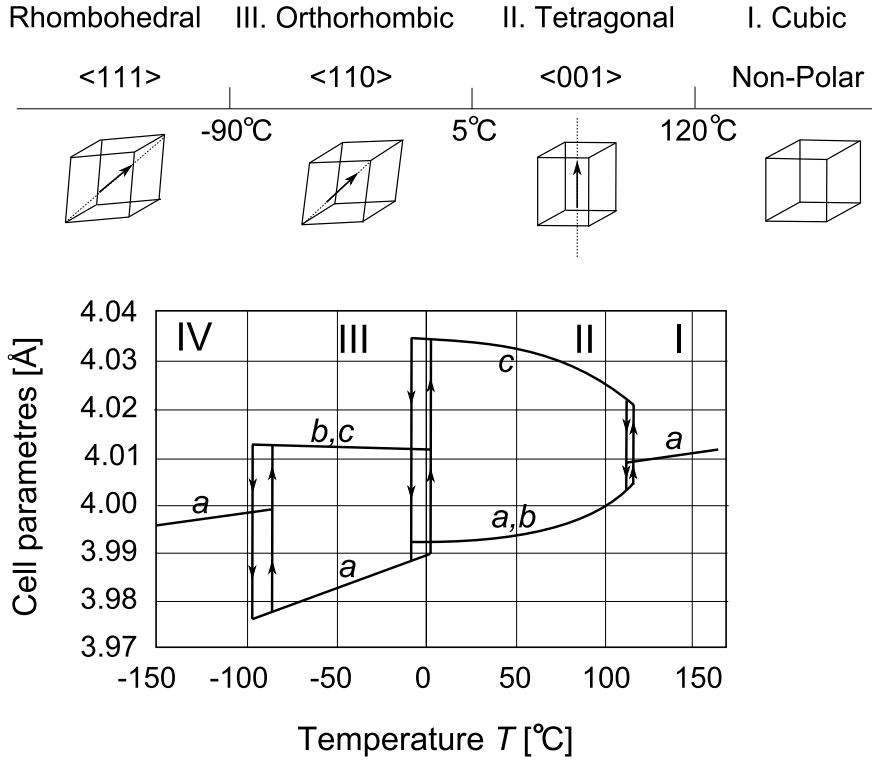 Rhombohedral III. Orthorhombic II. Tetragonal I. Cubic
<111> <110> <001> Non-Polar
-90°C 5°C 120°C
4.04
4.03
4.02
4.01
4.00
3.99
3.98
3.97
Cell parametres [Å]
IV III II I
c
b,c
a
a
a,b
a
-150 -100 -50 0 50 100 150
Temperature T [°C]